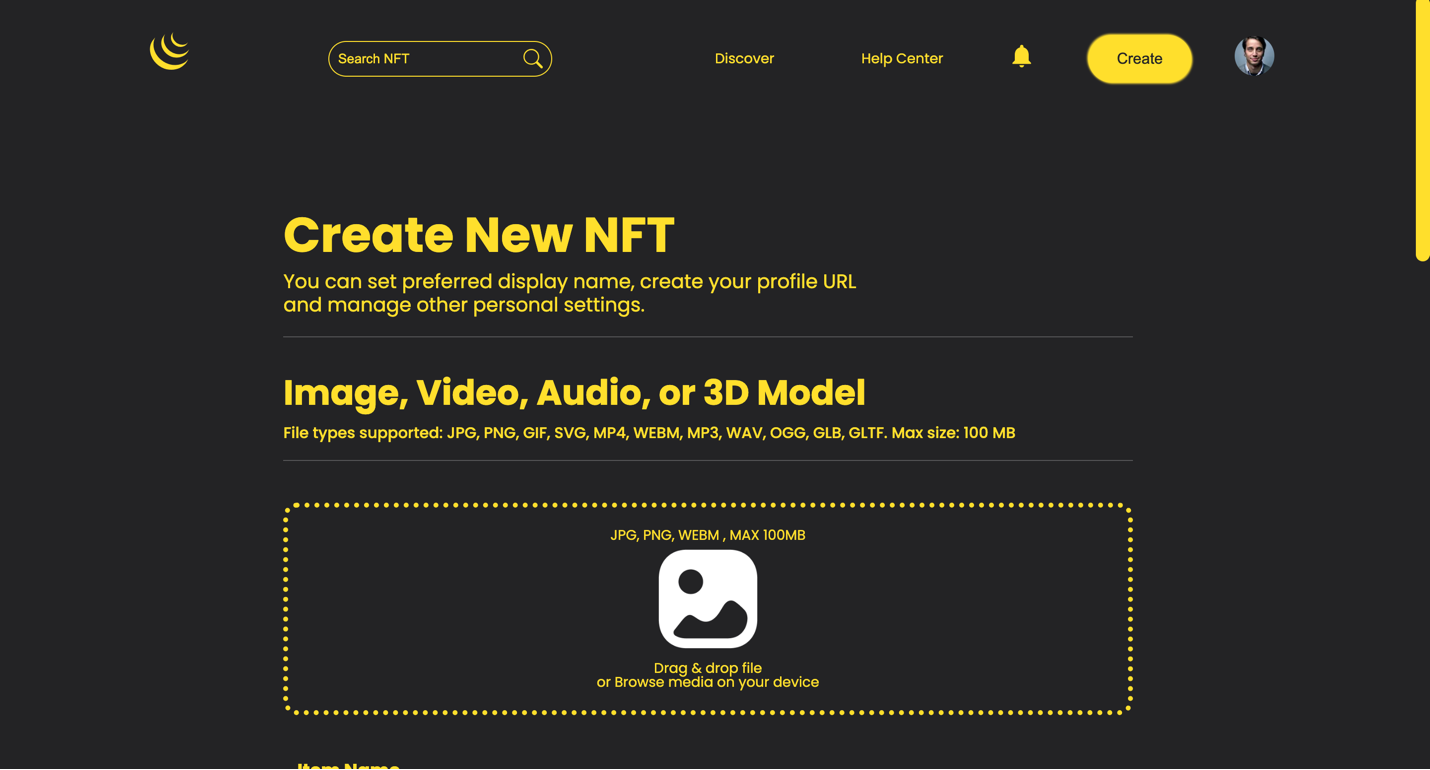 Search NFT
Discover
Help Center
Create
Create New NFT
You can set preferred display name, create your profile URL
and manage other personal settings.
Image, Video, Audio, or 3D Model
File types supported: JPG, PNG, GIF, SVG, MP4, WEBM, MP3, WAV, OGG, GLB, GLTF. Max size: 100 MB
JPG, PNG, WEBM , MAX 100MB
Drag & drop file
or Browse media on your device
Item Name